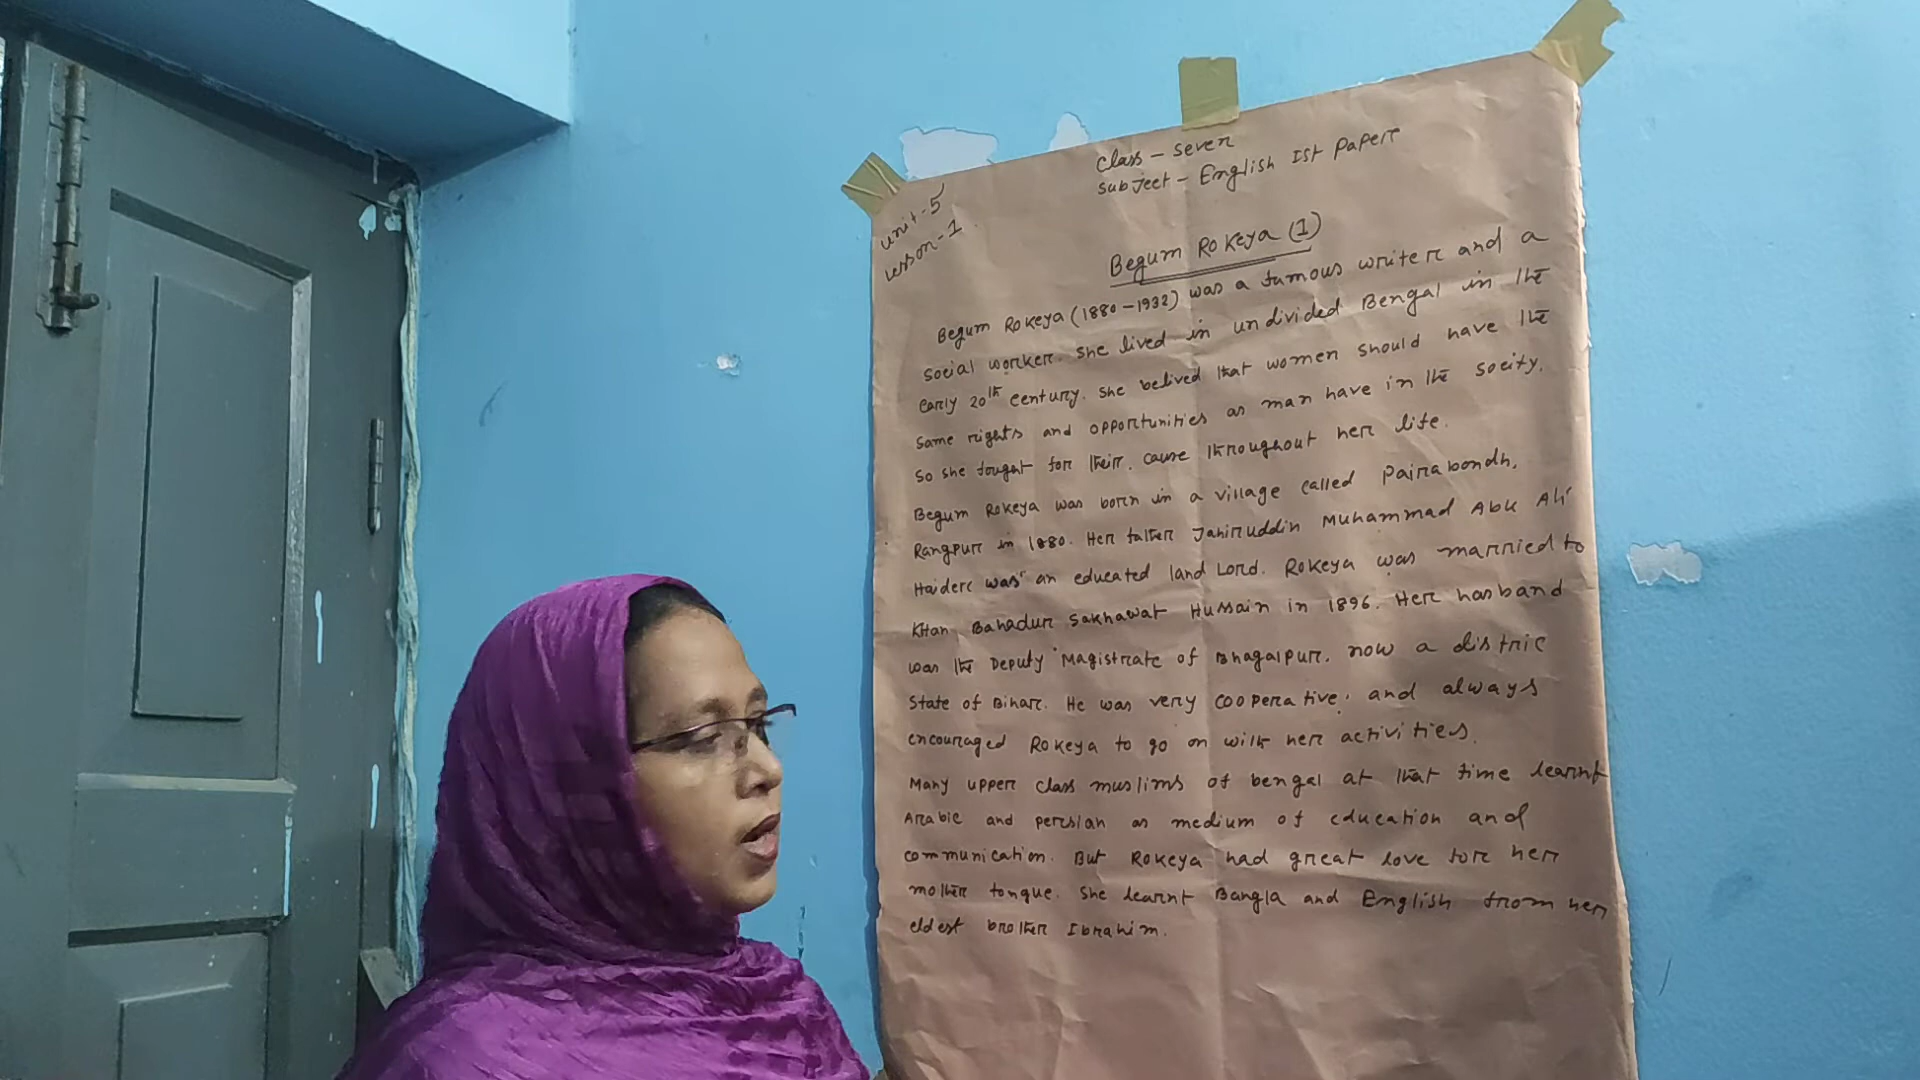 Class - Seven
Subject - English Ist Paper
Unit-5
Lesson-1
Begum Rokeya (1)
Begum Rokeya (1880-1932) was a famous writer and a
social worker. She lived in undivided Bengal in the
early 20th century. She belived that women should have the
same rights and opportunities as man have in the socity.
So she fought for their. cause throughout her life.
Begum Rokeya was born in a village called Pairabondh,
Rangpur in 1880. Her father Jahiruddin Muhammad Abu Ali
Haider was an educated land Lord. Rokeya was married to
Khan Bahadur Sakhawat Hussain in 1896. Her hasband
was the Deputy Magistrate of Bhagalpur. now a distric
State of Bihar. He was very cooperative. and always
encouraged Rokeya to go on with her activities.
Many upper class muslims of bengal at that time learnt
Arabic and persian as medium of education and
communication. But Rokeya had great love for her
mother tongue. She learnt Bangla and English from her
eldest brother Ibrahim.